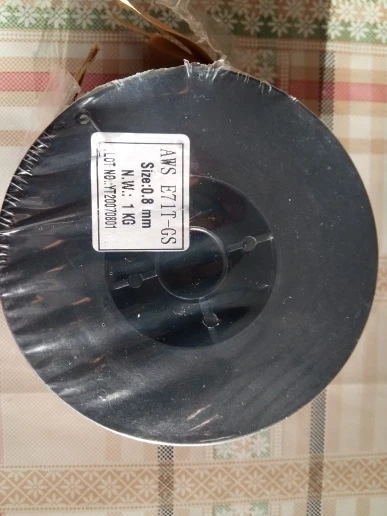 AWS E71T-GS
Size:0.8 mm
N.W.: 1 KG
LOT NO.:YT20070801